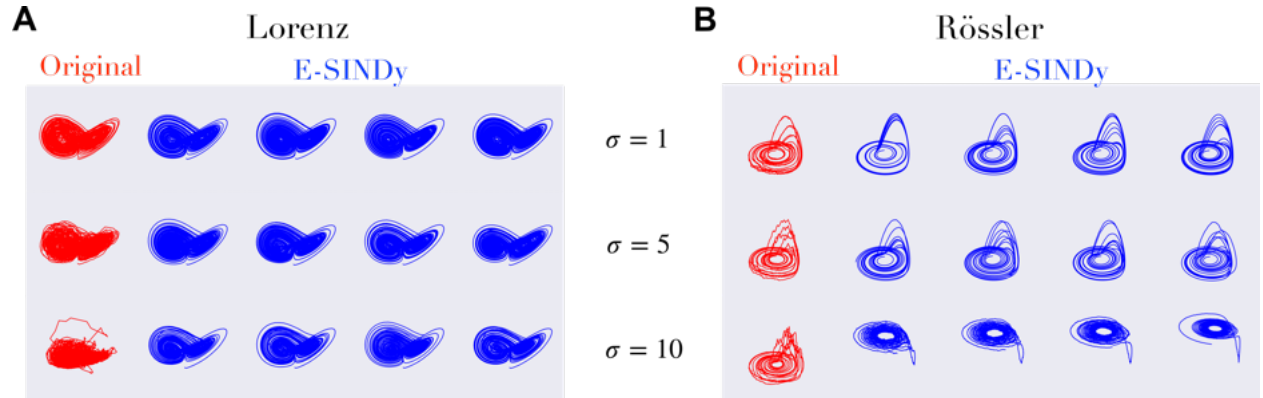 A
Lorenz
Original
E-SINDy
σ = 1
σ = 5
σ = 10
B
Rössler
Original
E-SINDy